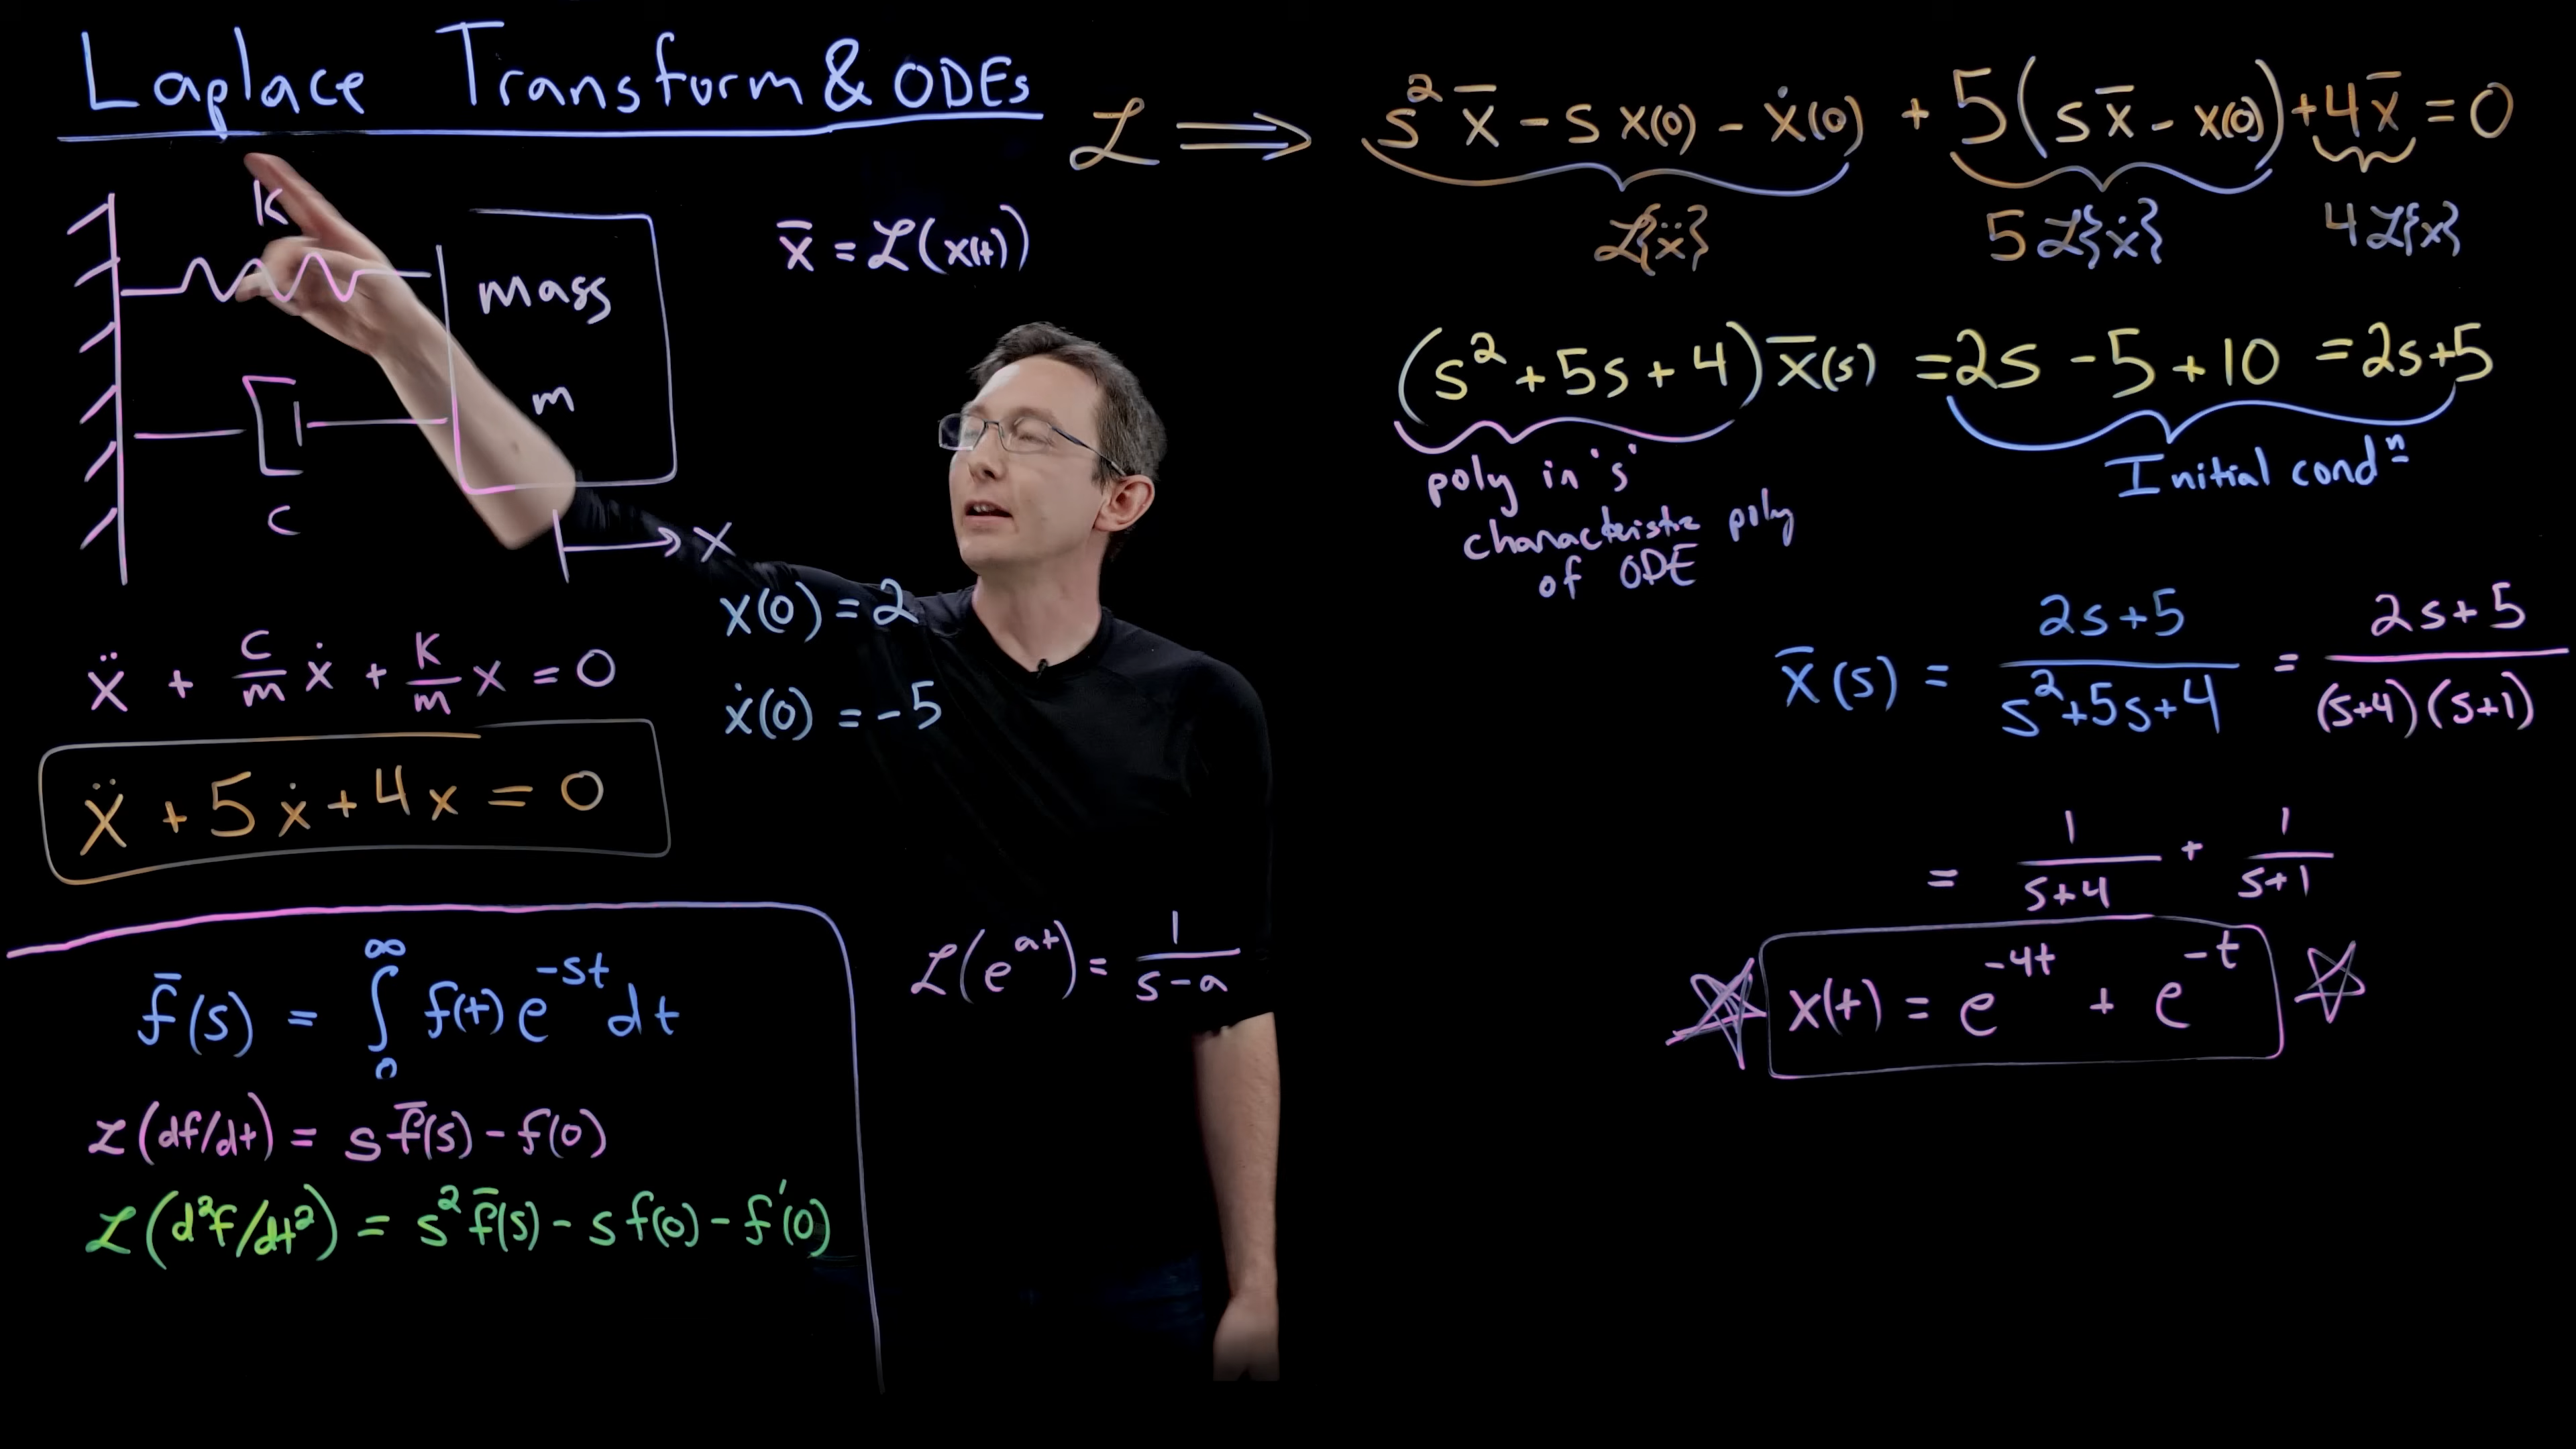 Laplace Transform & ODEs
k
mass
m
c
x
x̄ = ℒ(x(t))
x(0) = 2
ẋ(0) = -5
ẍ + c/m ẋ + k/m x = 0
ẍ + 5ẋ + 4x = 0
f̄(s) = ∫₀^∞ f(t) e^{-st} dt
ℒ(df/dt) = s f̄(s) - f(0)
ℒ(d²f/dt²) = s² f̄(s) - s f(0) - f'(0)
ℒ(e^{at}) = 1/(s-a)
ℒ ⟹ s² x̄ - s x(0) - ẋ(0) + 5(s x̄ - x(0)) + 4x̄ = 0
ℒ{ẍ} 5ℒ{ẋ} 4ℒ{x}
(s² + 5s + 4) x̄(s) = 2s - 5 + 10 = 2s+5
poly in 's'
characteristic poly
of ODE
Initial condⁿ
x̄(s) = (2s+5)/(s²+5s+4) = (2s+5)/((s+4)(s+1))
= 1/(s+4) + 1/(s+1)
x(t) = e^{-4t} + e^{-t}